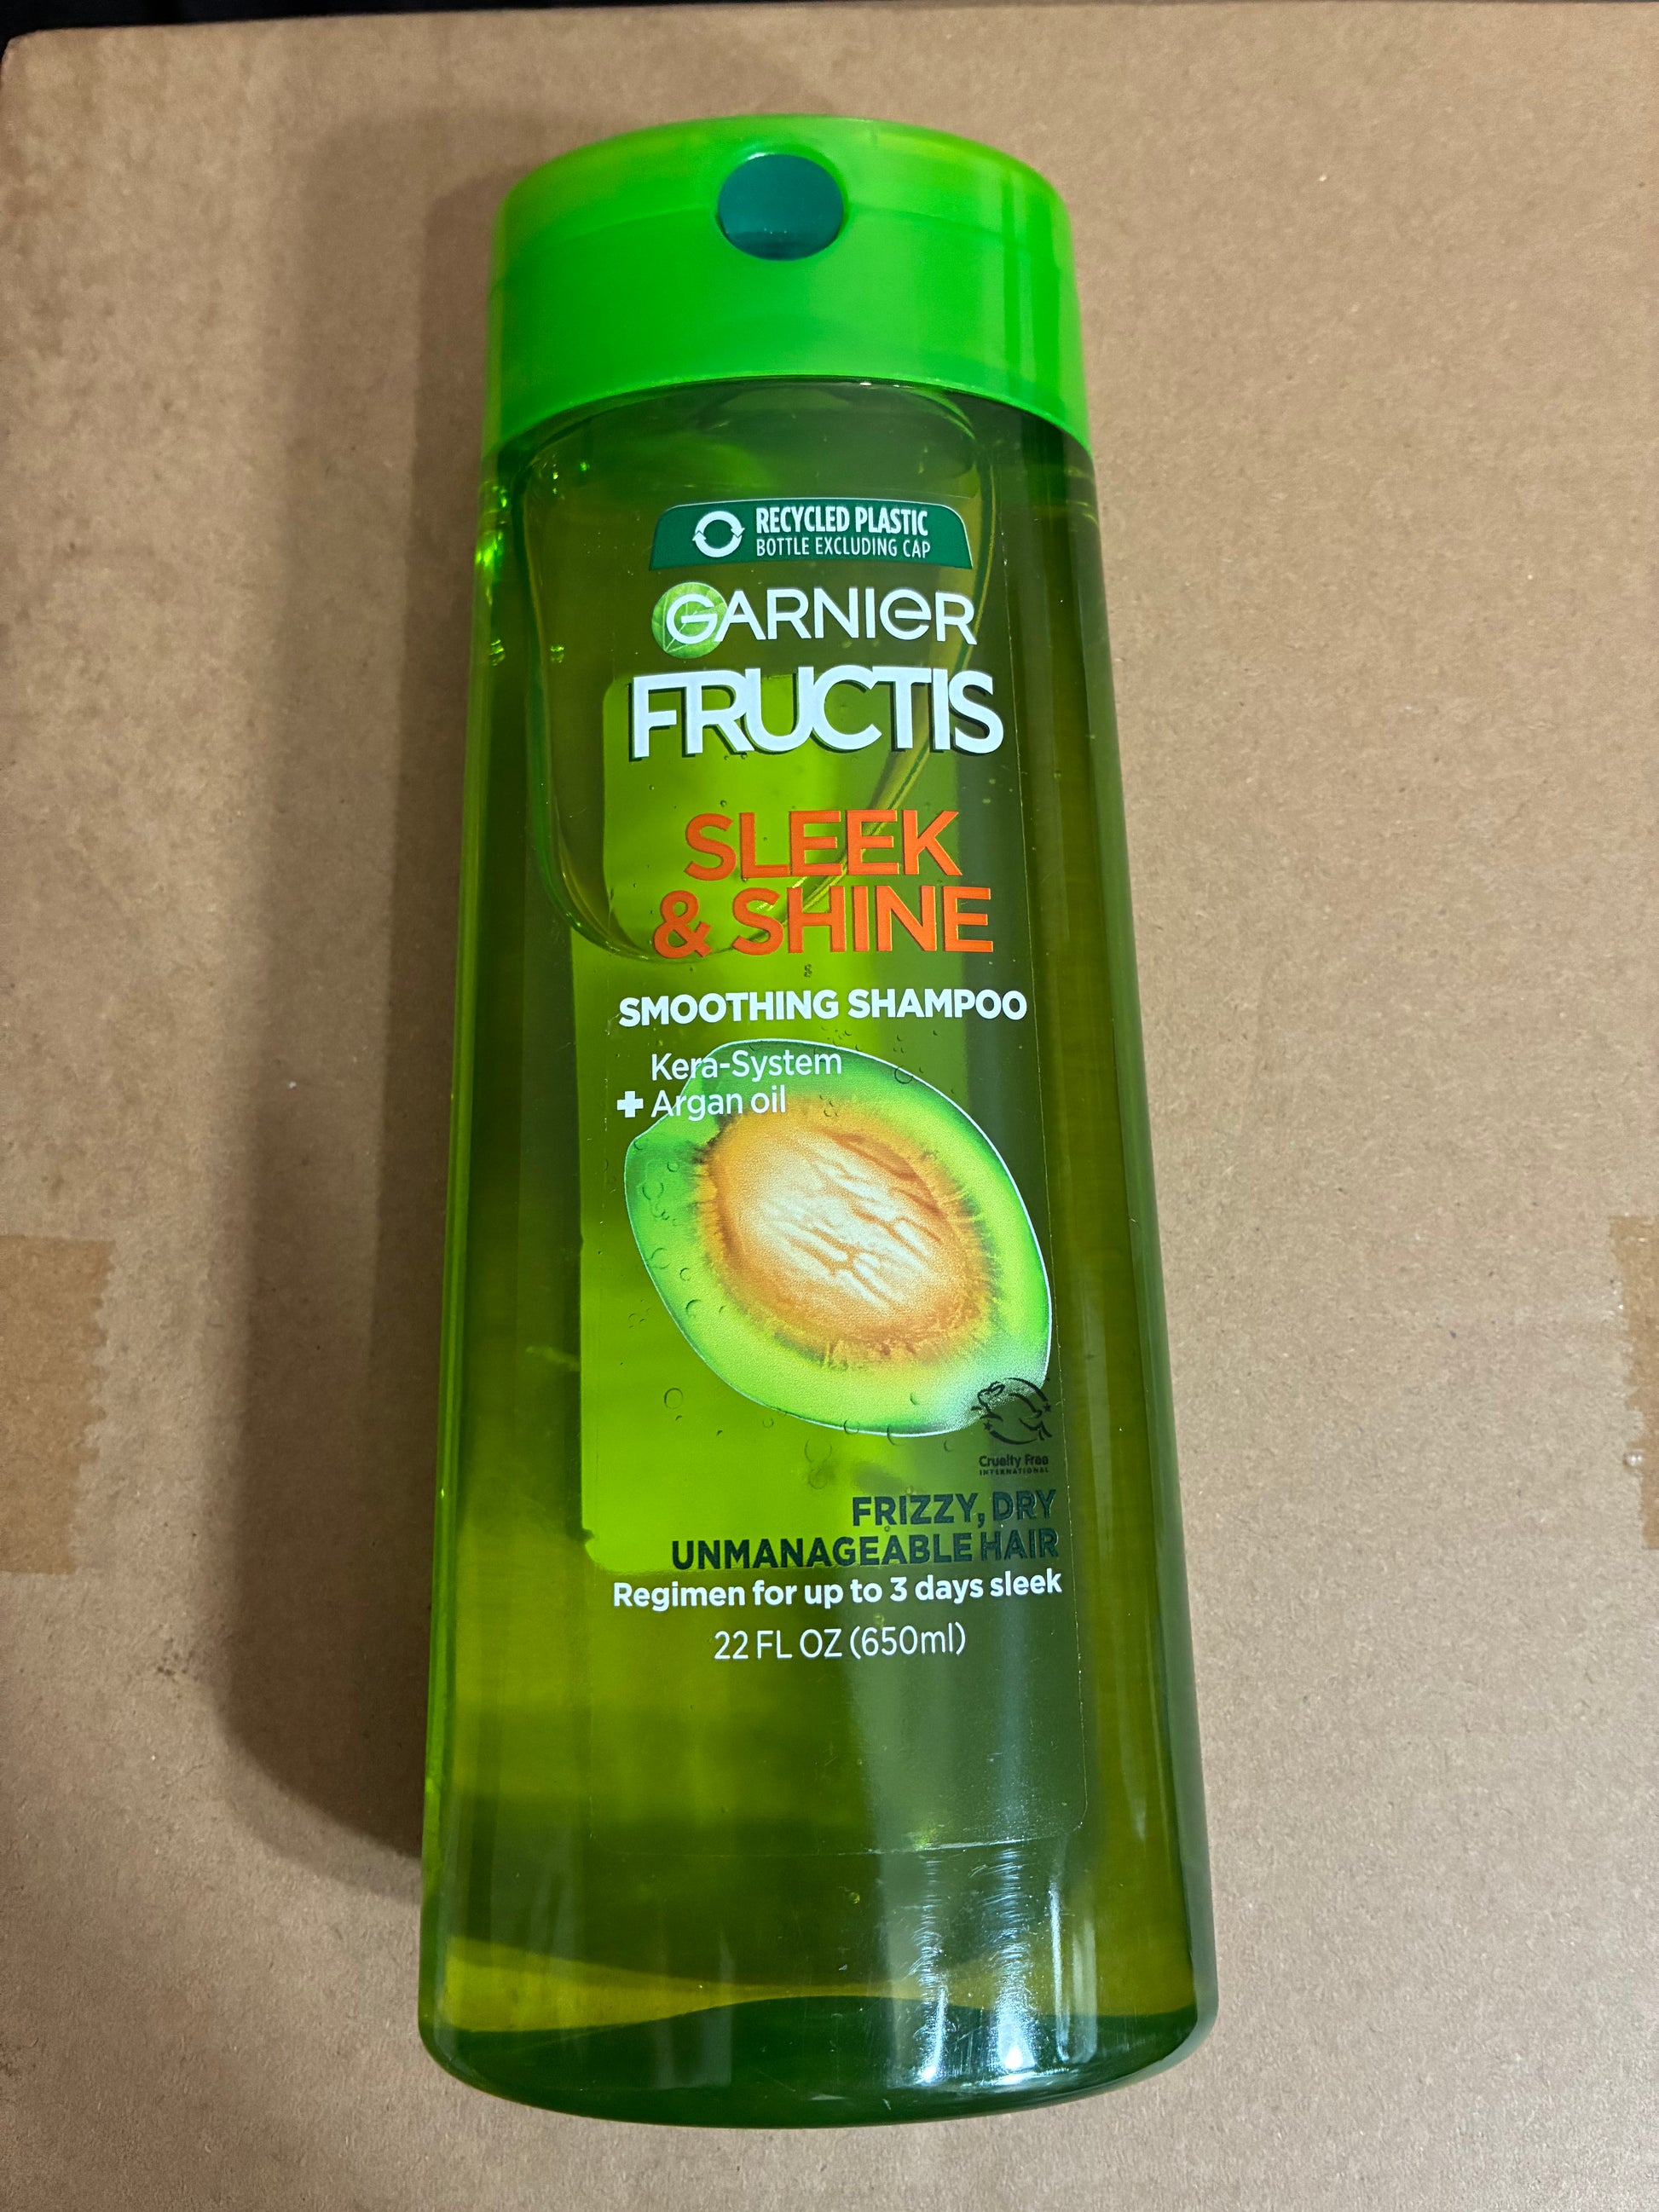 RECYCLED PLASTIC
BOTTLE EXCLUDING CAP
GARNIER
FRUCTIS
SLEEK
& SHINE
SMOOTHING SHAMPOO
Kera-System
+ Argan oil
Cruelty Free
INTERNATIONAL
FRIZZY, DRY
UNMANAGEABLE HAIR
Regimen for up to 3 days sleek
22 FL OZ (650ml)